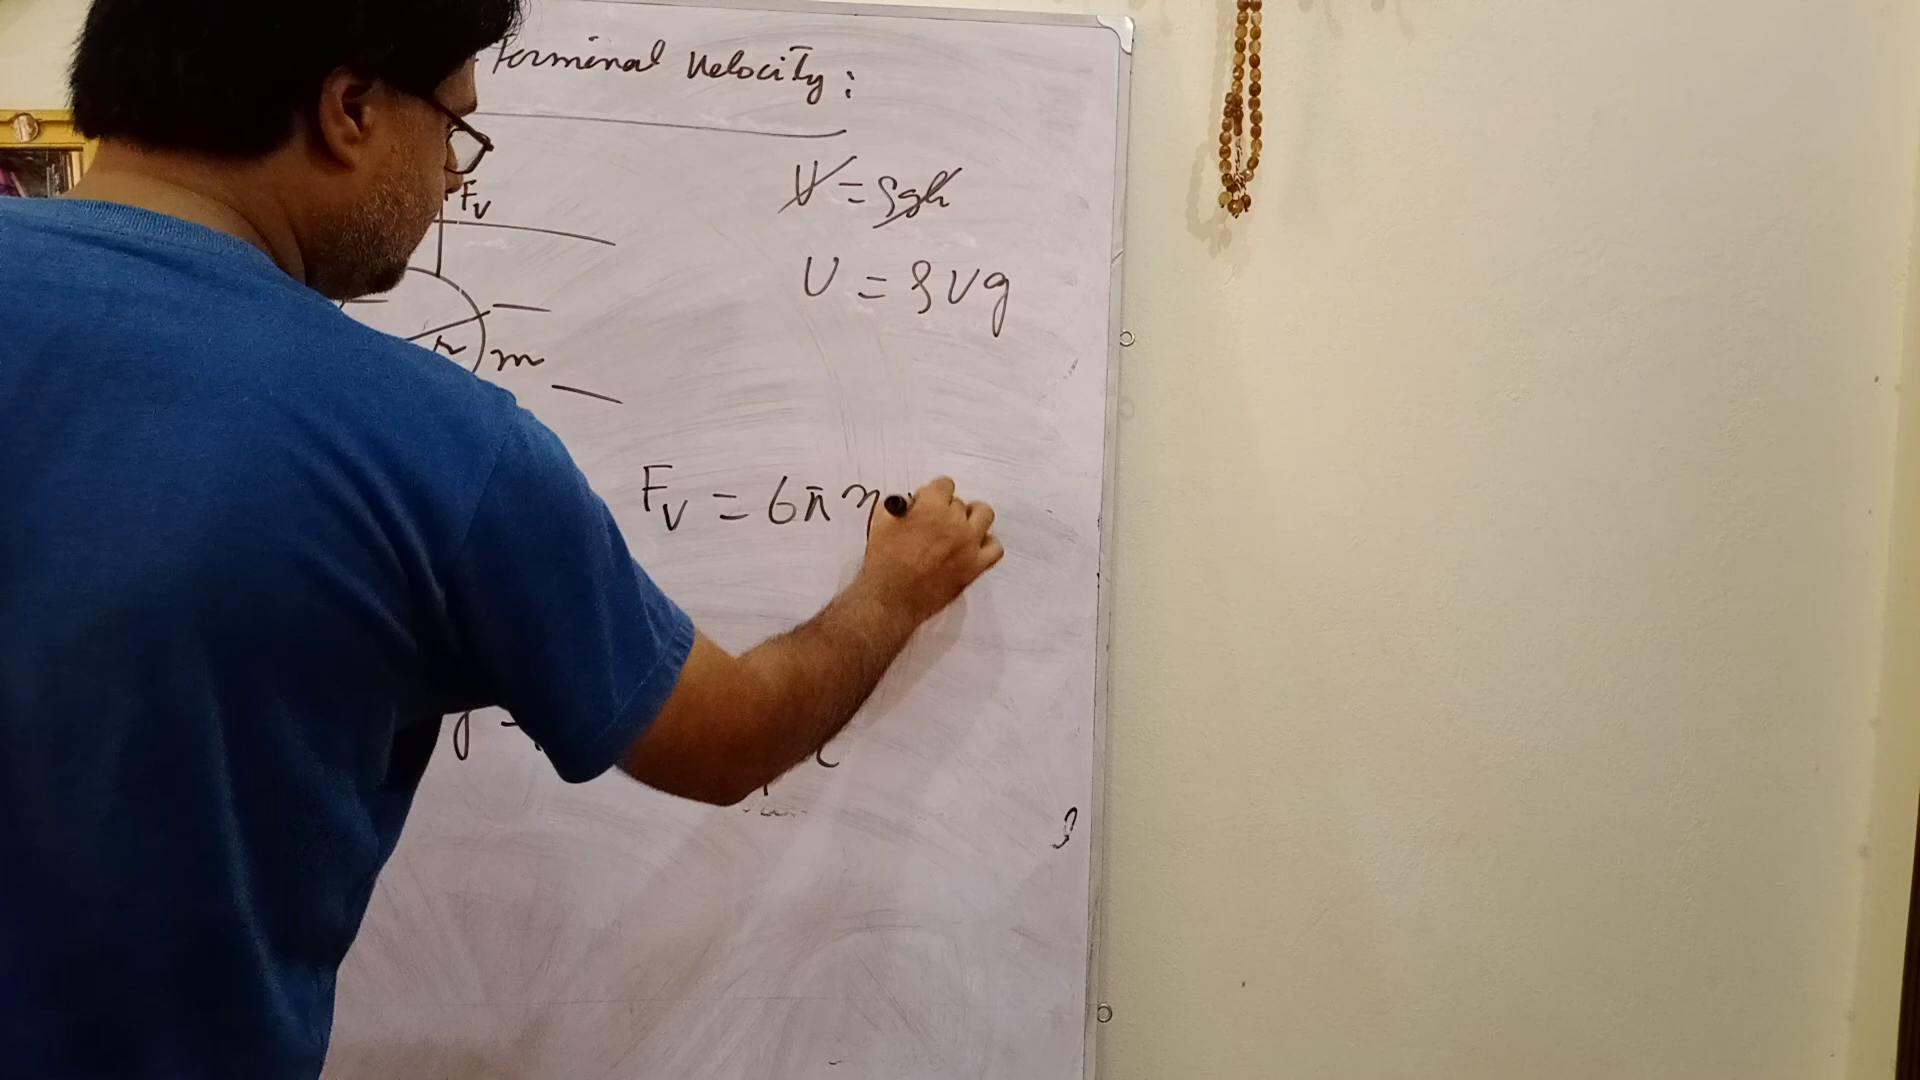 Terminal Velocity:
V = ρgh
F_V
U = ρVg
r m
F_V = 6πη